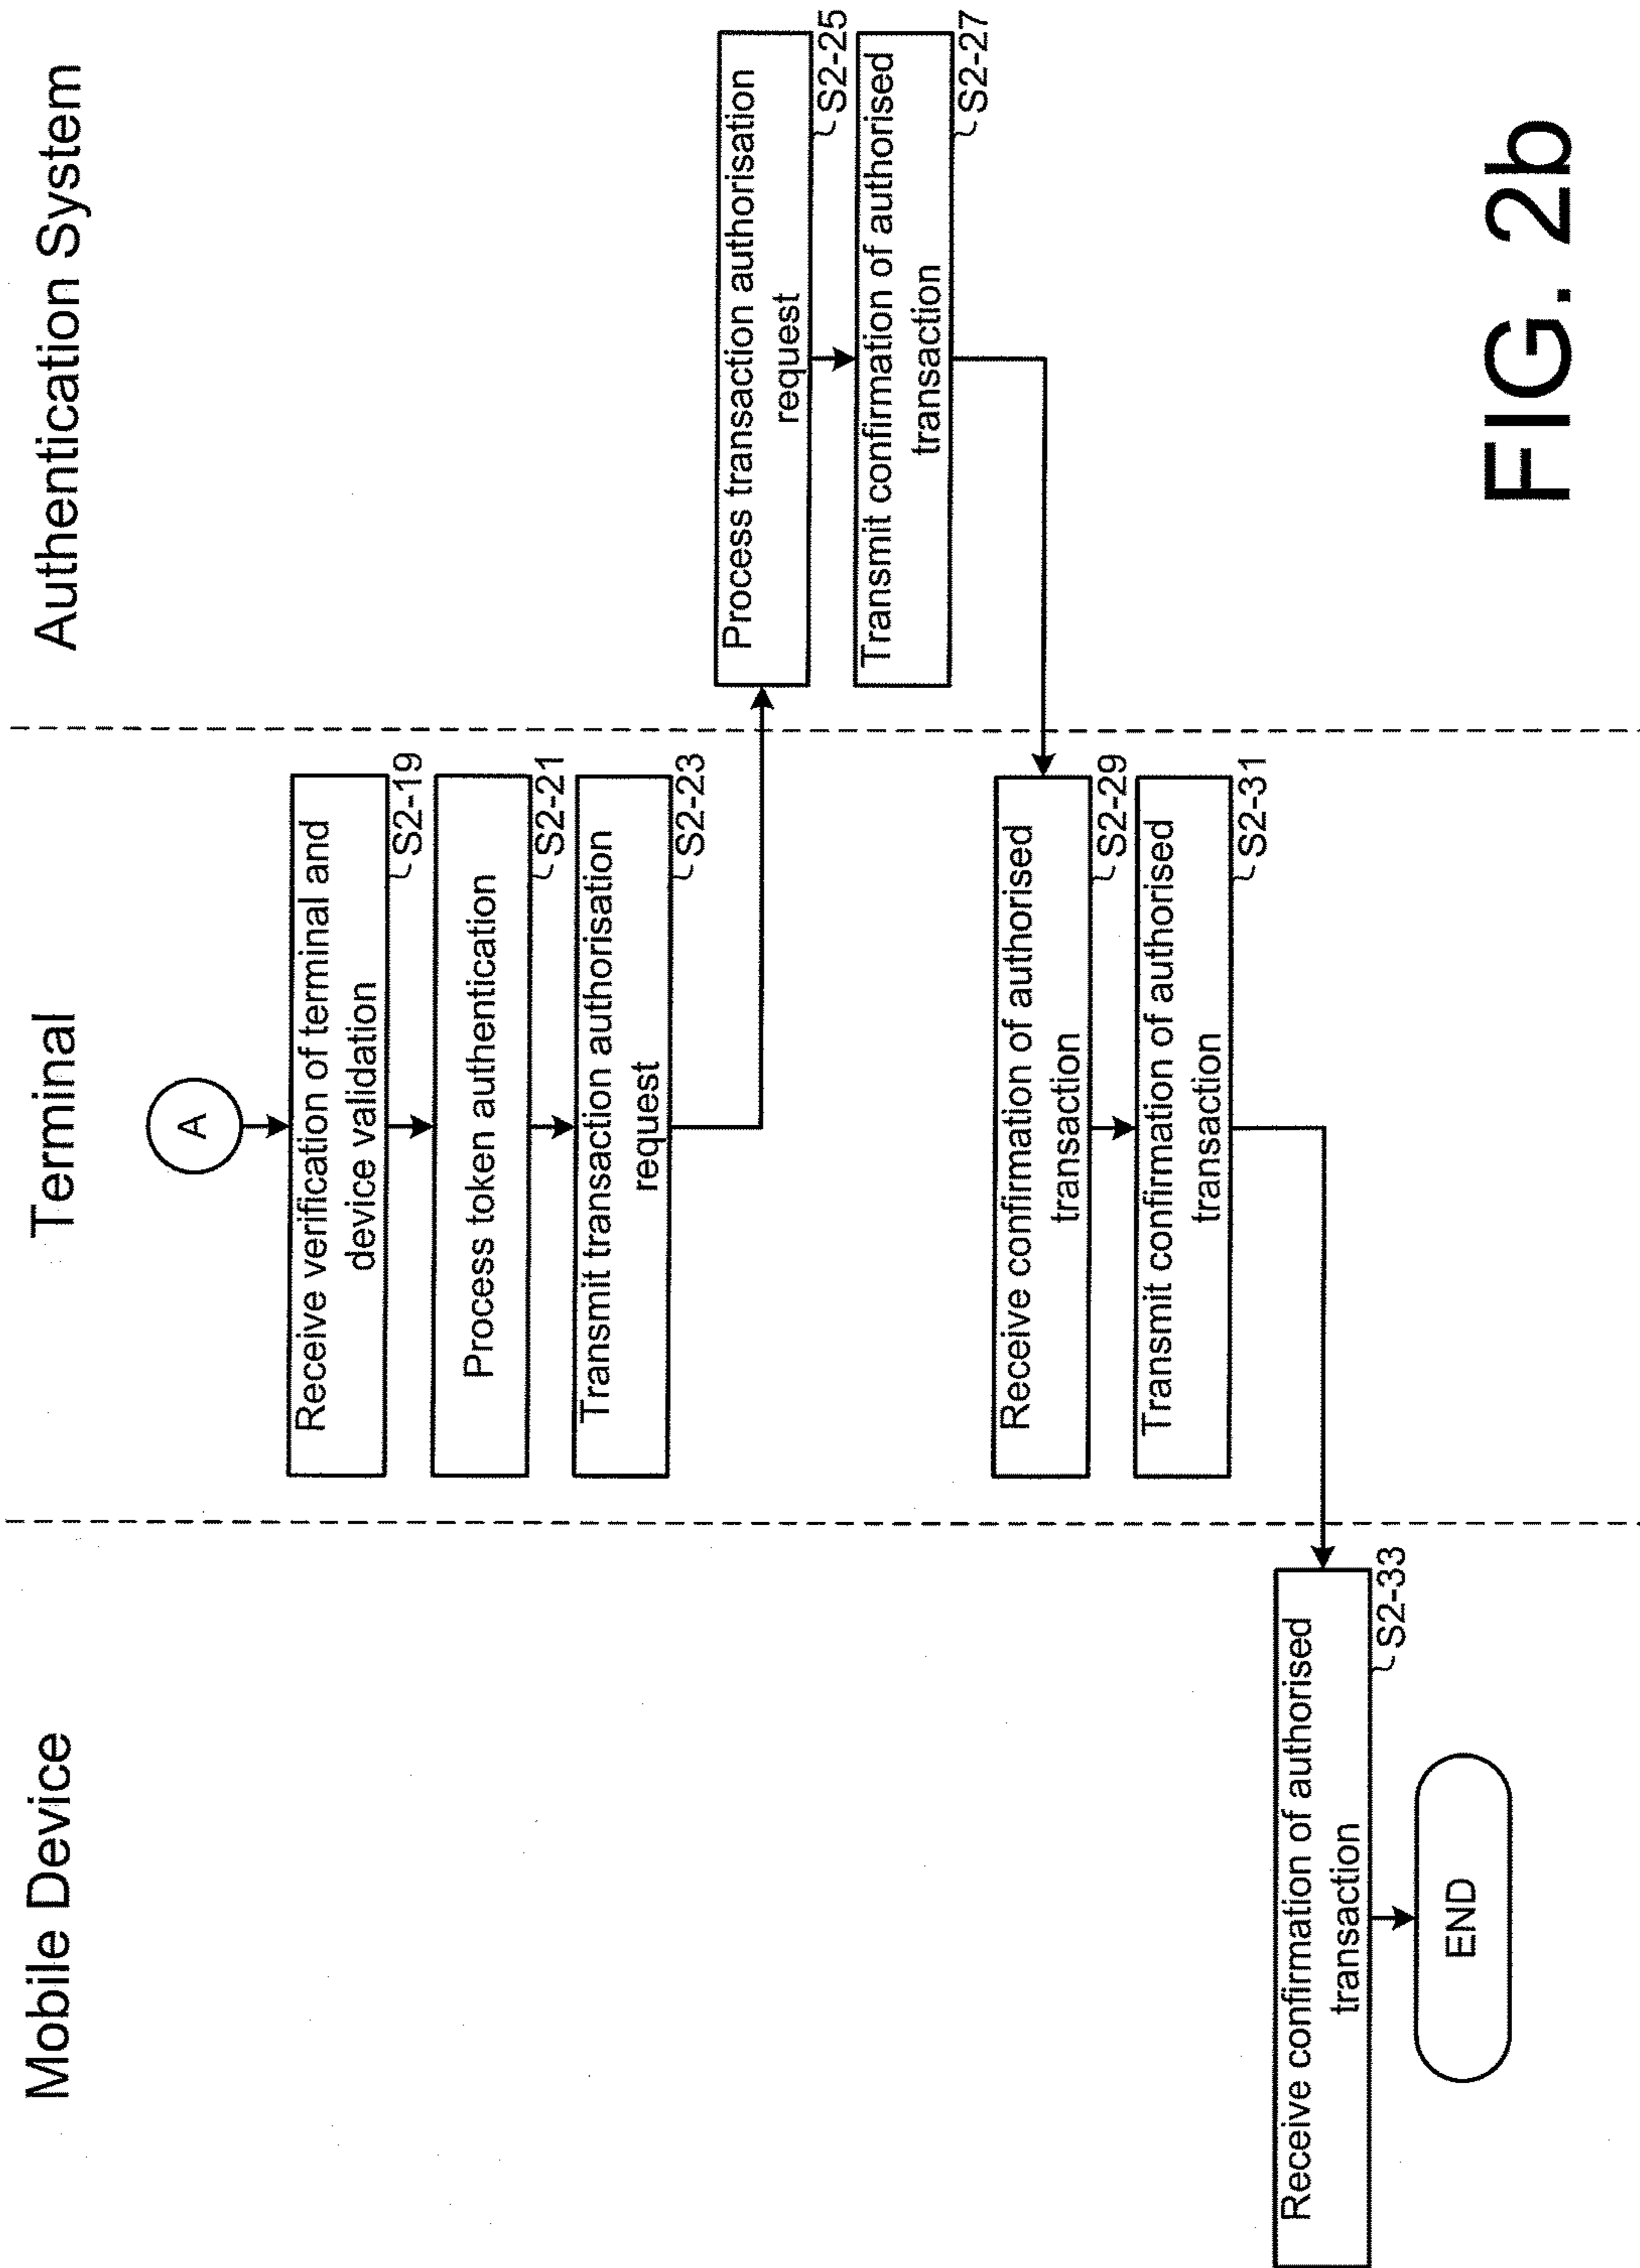 Mobile Device
Terminal
Authentication System
A
Receive verification of terminal and
device validation
S2-19
Process token authentication
S2-21
Transmit transaction authorisation
request
S2-23
Process transaction authorisation
request
S2-25
Transmit confirmation of authorised
transaction
S2-27
Receive confirmation of authorised
transaction
S2-29
Transmit confirmation of authorised
transaction
S2-31
Receive confirmation of authorised
transaction
S2-33
END
FIG. 2b